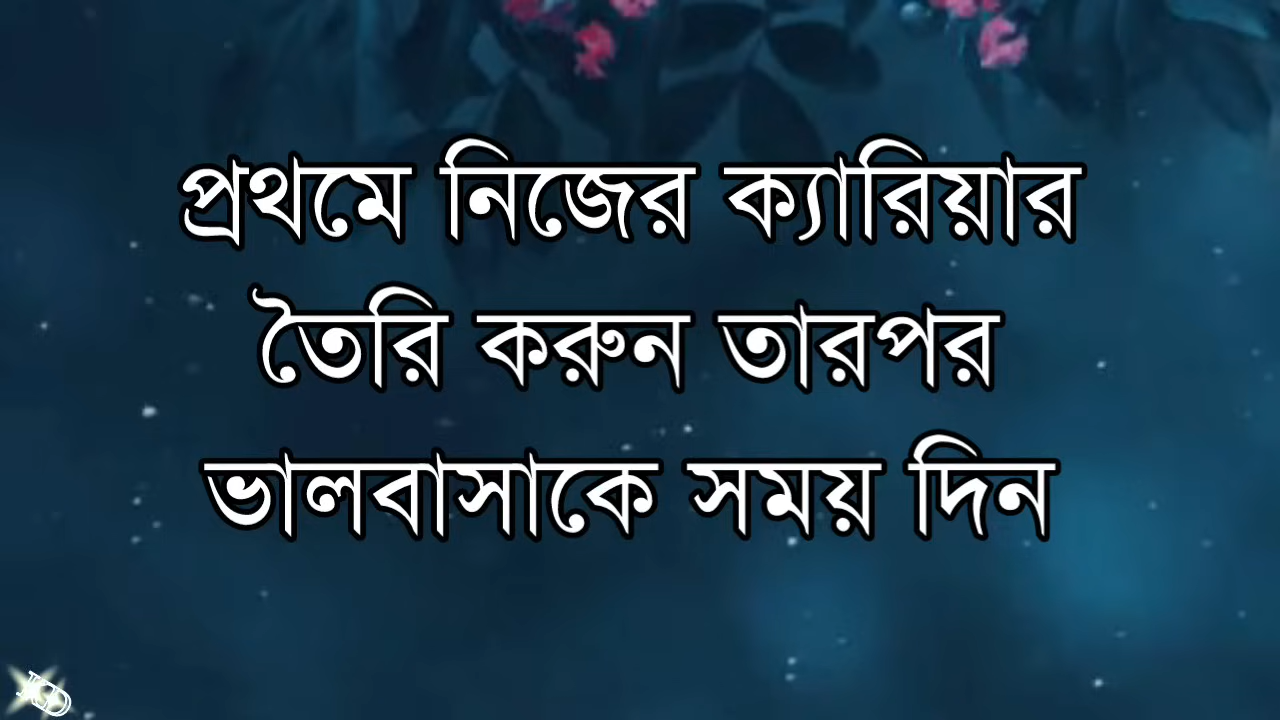 প্রথমে নিজের ক্যারিয়ার
তৈরি করুন তারপর
ভালবাসাকে সময় দিন